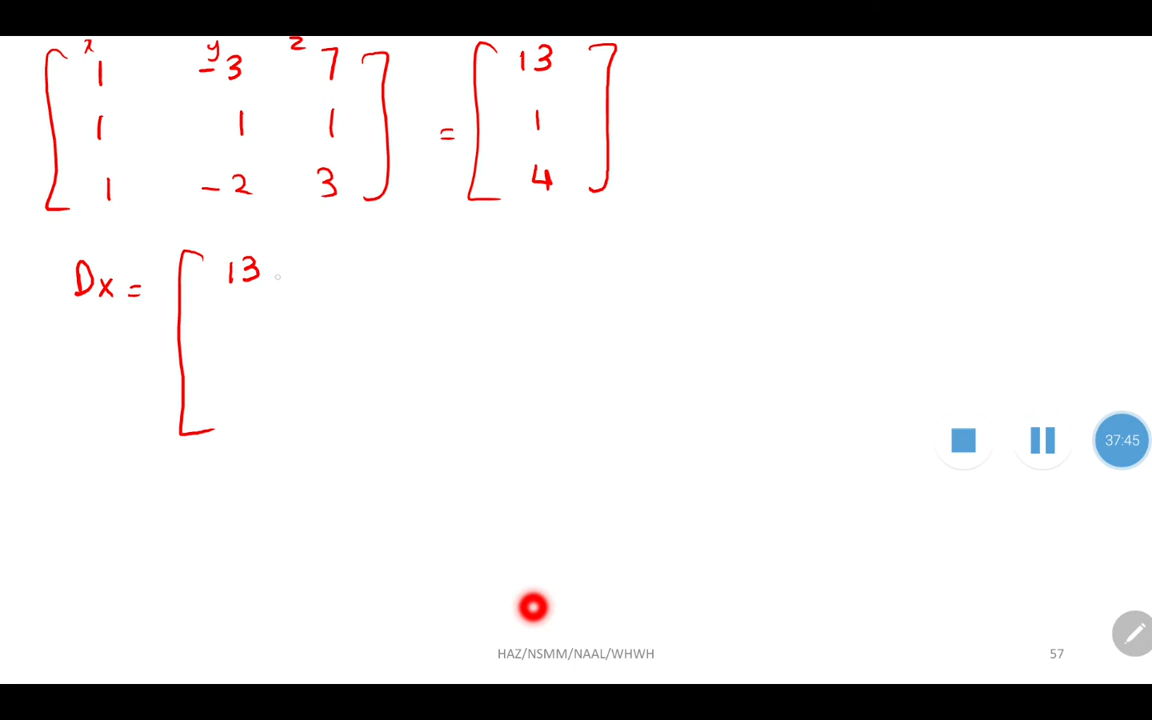 x y z
1 -3 7 13
1 1 1 = 1
1 -2 3 4
Dx = 13
37:45
HAZ/NSMM/NAAL/WHWH 57